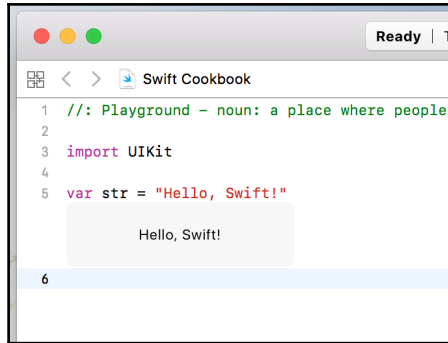 Ready
Swift Cookbook
1 //: Playground – noun: a place where people
2
3 import UIKit
4
5 var str = "Hello, Swift!"
Hello, Swift!
6